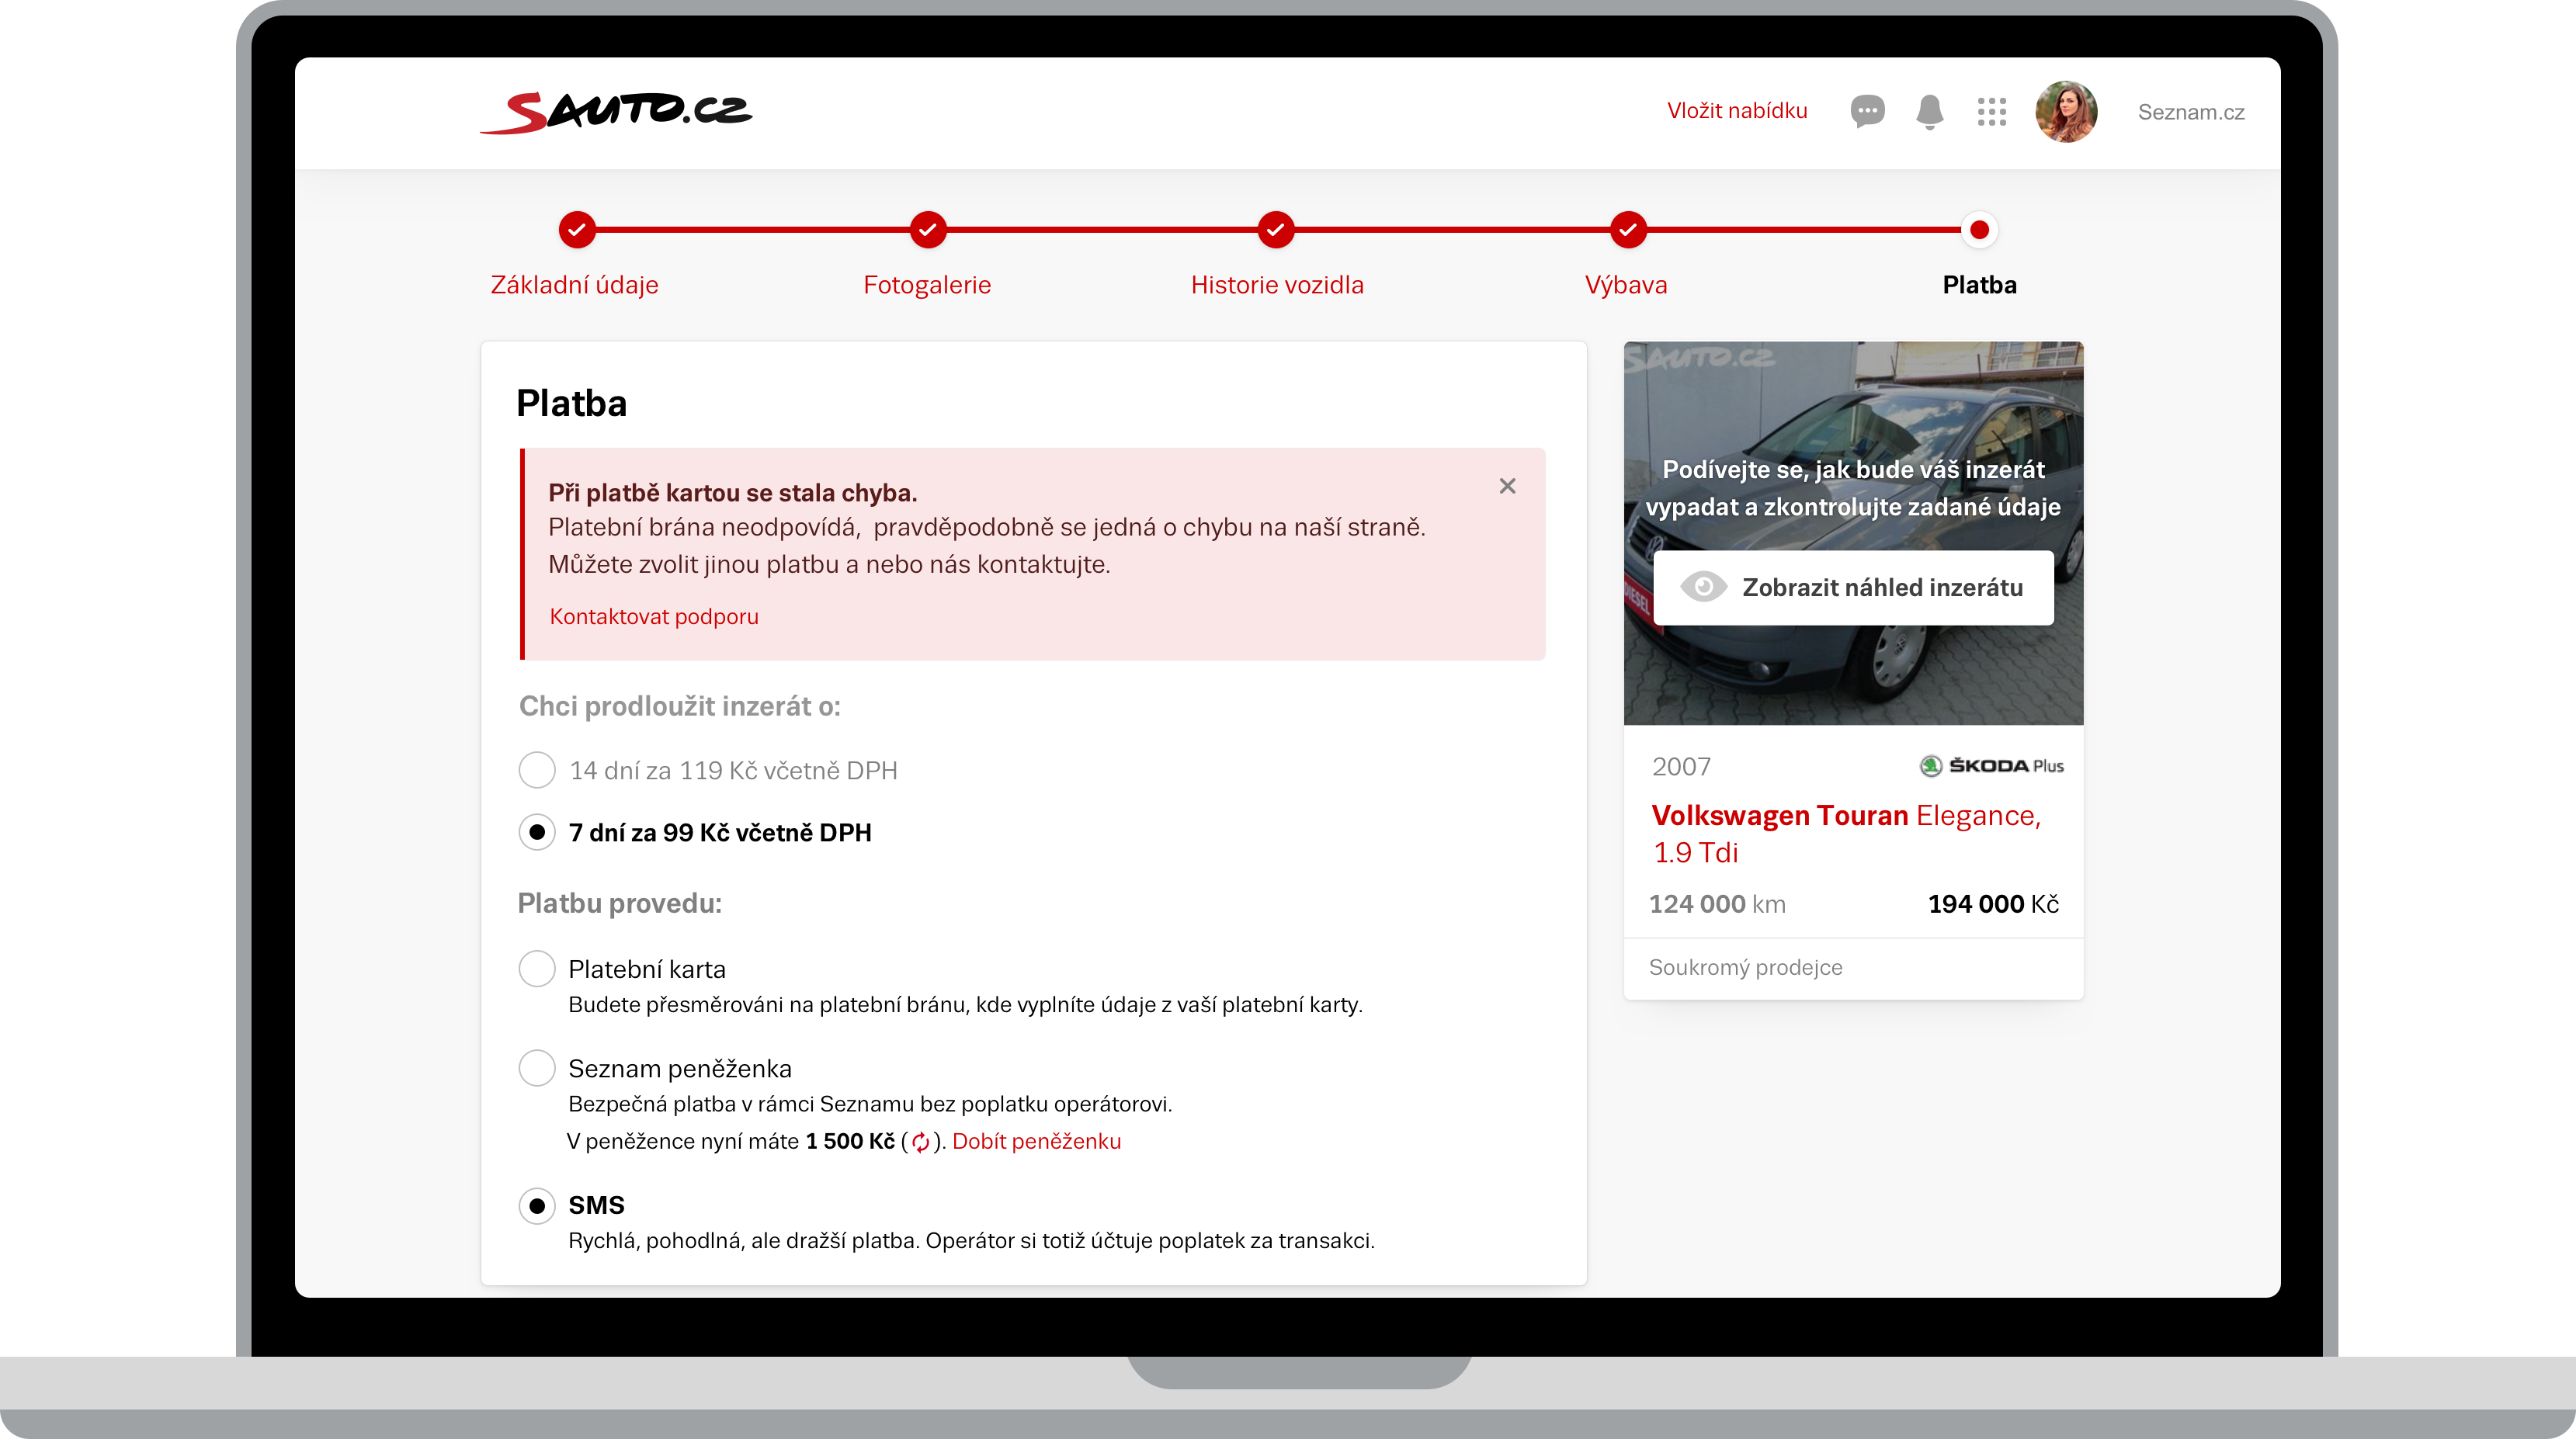 SAUTO.CZ
Vložit nabídku
Seznam.cz
Základní údaje
Fotogalerie
Historie vozidla
Výbava
Platba
Platba
Při platbě kartou se stala chyba.
Platební brána neodpovídá, pravděpodobně se jedná o chybu na naší straně.
Můžete zvolit jinou platbu a nebo nás kontaktujte.
Kontaktovat podporu
Chci prodloužit inzerát o:
14 dní za 119 Kč včetně DPH
7 dní za 99 Kč včetně DPH
Platbu provedu:
Platební karta
Budete přesměrováni na platební bránu, kde vyplníte údaje z vaší platební karty.
Seznam peněženka
Bezpečná platba v rámci Seznamu bez poplatku operátorovi.
V peněžence nyní máte 1 500 Kč ( ). Dobít peněženku
SMS
Rychlá, pohodlná, ale dražší platba. Operátor si totiž účtuje poplatek za transakci.
SAUTO.CZ
Podívejte se, jak bude váš inzerát
vypadat a zkontrolujte zadané údaje
Zobrazit náhled inzerátu
DIESEL
2007
ŠKODA Plus
Volkswagen Touran Elegance,
1.9 Tdi
124 000 km
194 000 Kč
Soukromý prodejce